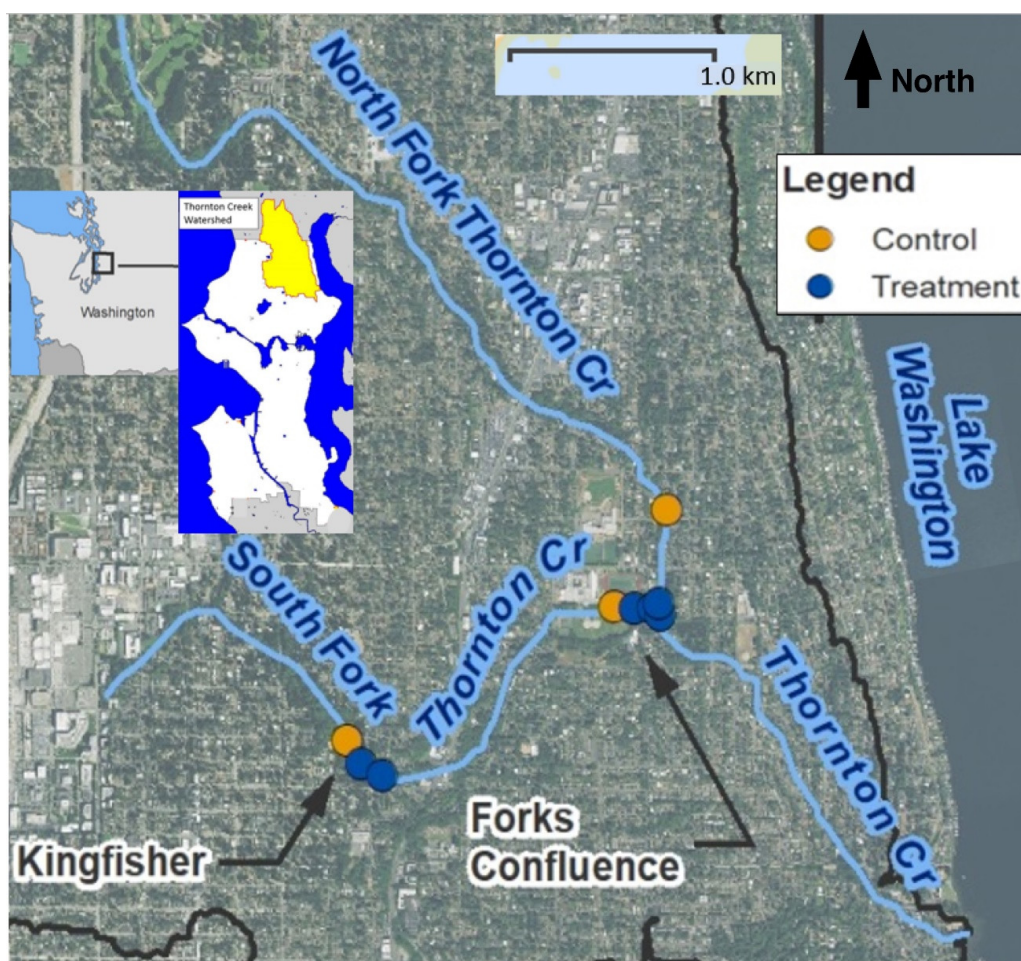 North Fork Thornton Cr
1.0 km
North
Legend
Control
Treatment
Thornton Creek
Watershed
Washington
Lake
Washington
South Fork
Thornton Cr
Thornton Cr
Kingfisher
Forks
Confluence